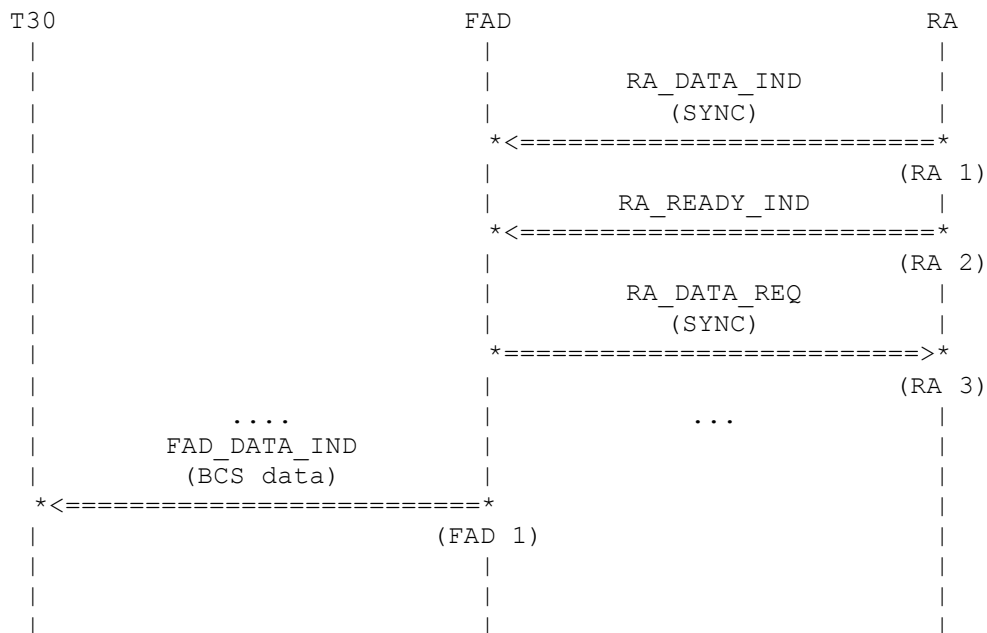 T30 FAD RA
| | |
| | RA_DATA_IND |
| | (SYNC) |
| *<==========================*
| | (RA 1)
| | RA_READY_IND |
| *<==========================*
| | (RA 2)
| | RA_DATA_REQ |
| | (SYNC) |
| *==========================>*
| | (RA 3)
| .... | ... |
| FAD_DATA_IND | |
| (BCS data) | |
*<==========================* |
| (FAD 1) |
| | |
| | |
| | |